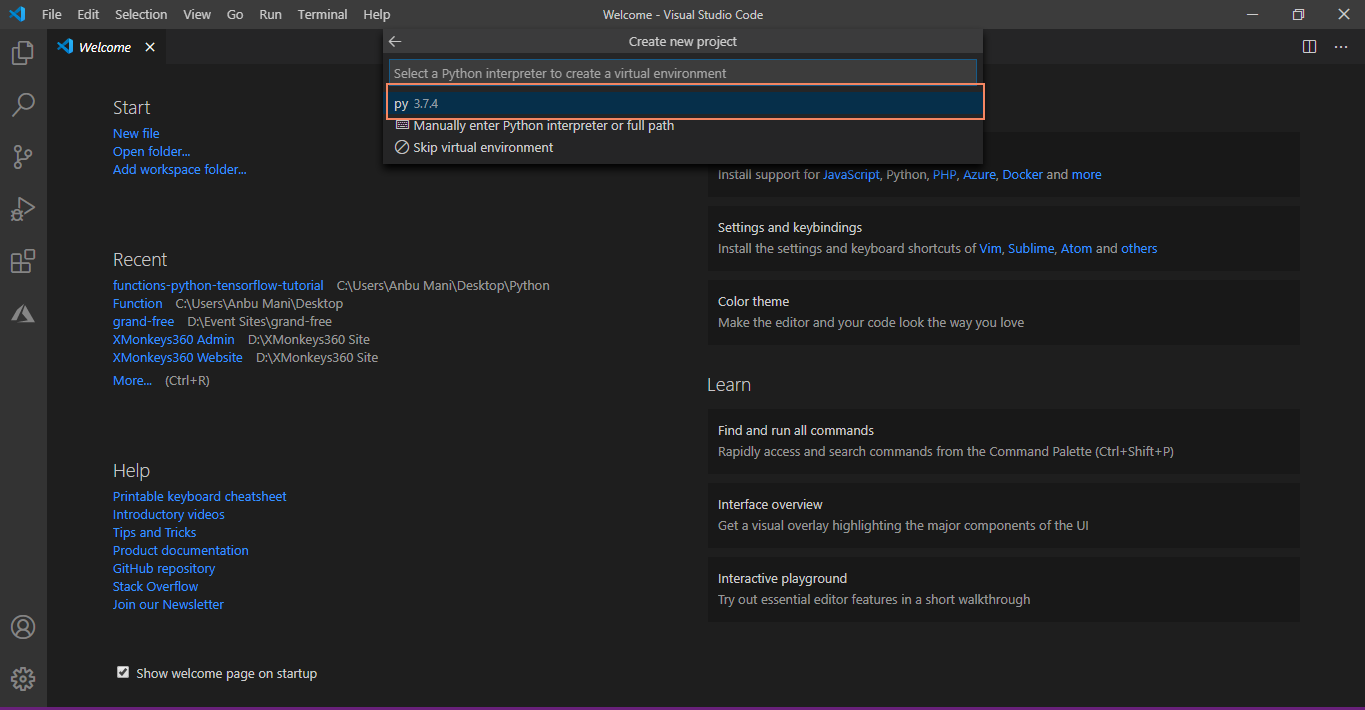 File Edit Selection View Go Run Terminal Help
Welcome - Visual Studio Code
Welcome
Create new project
Select a Python interpreter to create a virtual environment
py 3.7.4
Manually enter Python interpreter or full path
Skip virtual environment
Start
New file
Open folder...
Add workspace folder...
Recent
functions-python-tensorflow-tutorial C:\Users\Anbu Mani\Desktop\Python
Function C:\Users\Anbu Mani\Desktop
grand-free D:\Event Sites\grand-free
XMonkeys360 Admin D:\XMonkeys360 Site
XMonkeys360 Website D:\XMonkeys360 Site
More... (Ctrl+R)
Help
Printable keyboard cheatsheet
Introductory videos
Tips and Tricks
Product documentation
GitHub repository
Stack Overflow
Join our Newsletter
Show welcome page on startup
Install support for JavaScript, Python, PHP, Azure, Docker and more
Settings and keybindings
Install the settings and keyboard shortcuts of Vim, Sublime, Atom and others
Color theme
Make the editor and your code look the way you love
Learn
Find and run all commands
Rapidly access and search commands from the Command Palette (Ctrl+Shift+P)
Interface overview
Get a visual overlay highlighting the major components of the UI
Interactive playground
Try out essential editor features in a short walkthrough